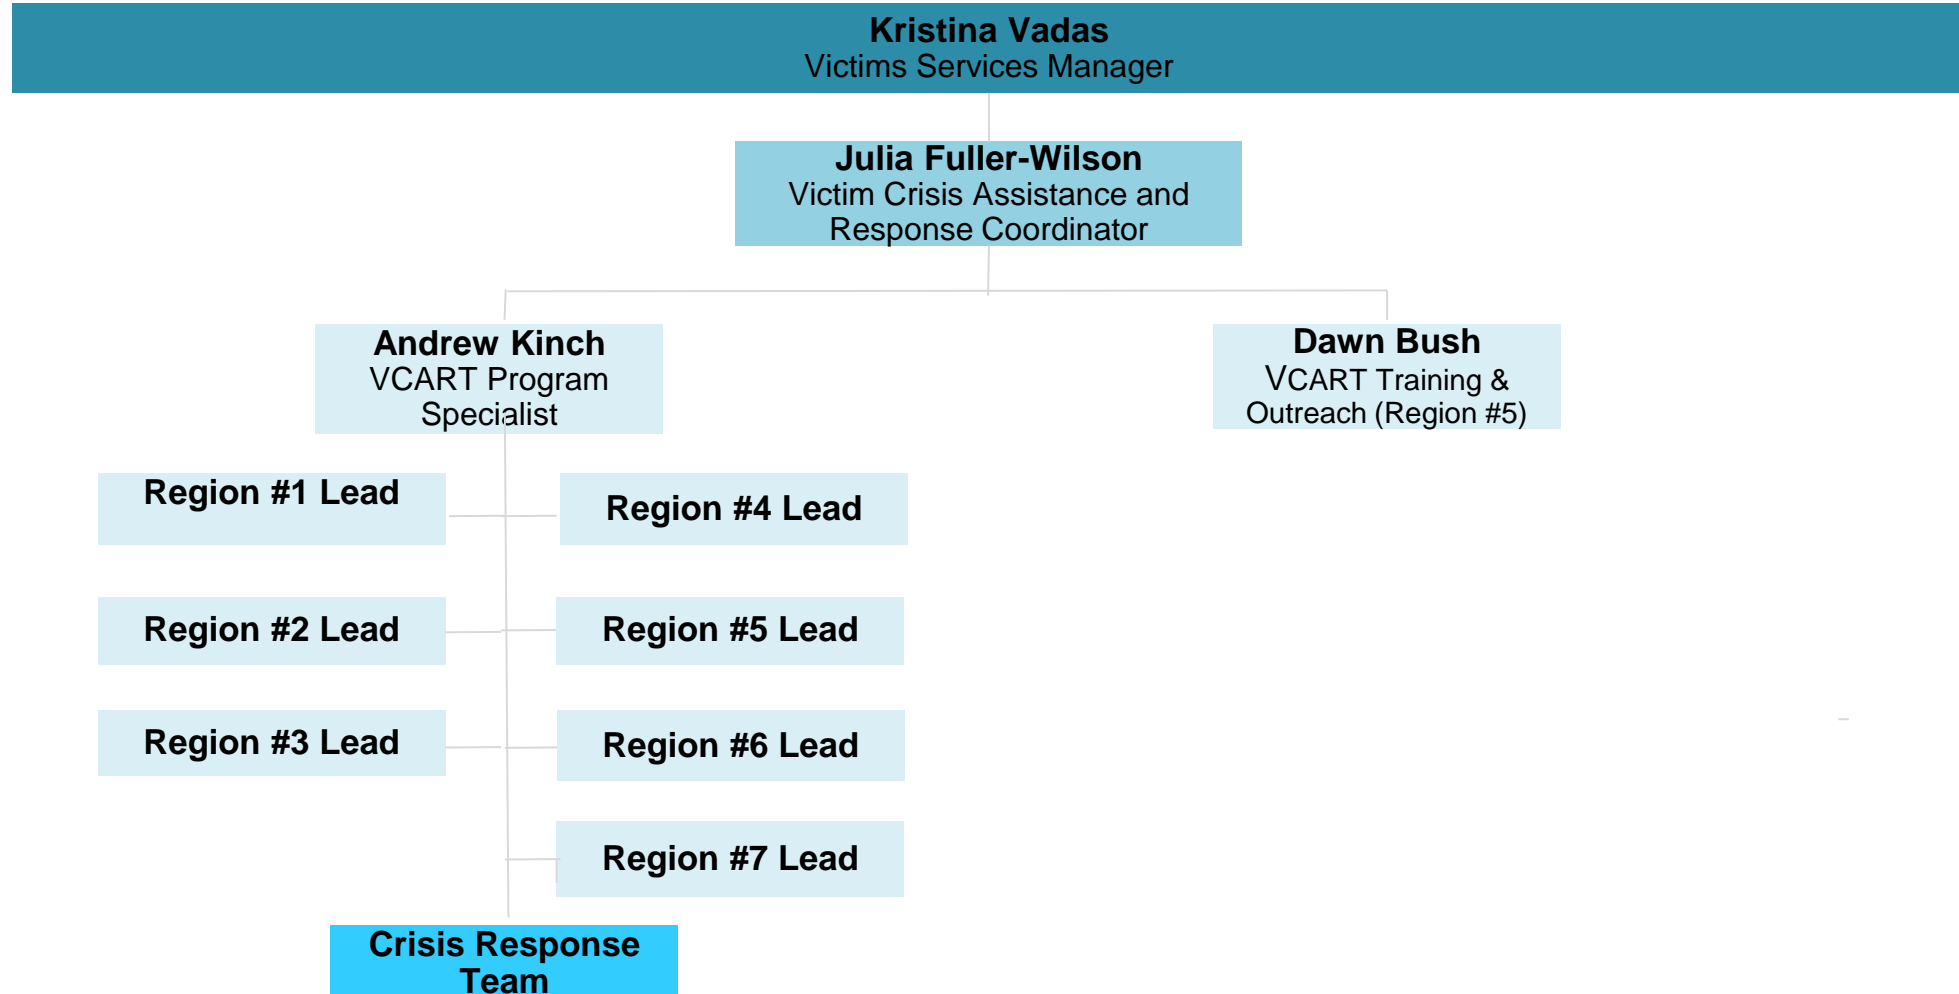 Kristina Vadas
Victims Services Manager
Julia Fuller-Wilson
Victim Crisis Assistance and
Response Coordinator
Andrew Kinch
VCART Program
Specialist
Dawn Bush
VCART Training &
Outreach (Region #5)
Region #1 Lead
Region #4 Lead
Region #2 Lead
Region #5 Lead
Region #3 Lead
Region #6 Lead
Region #7 Lead
Crisis Response
Team